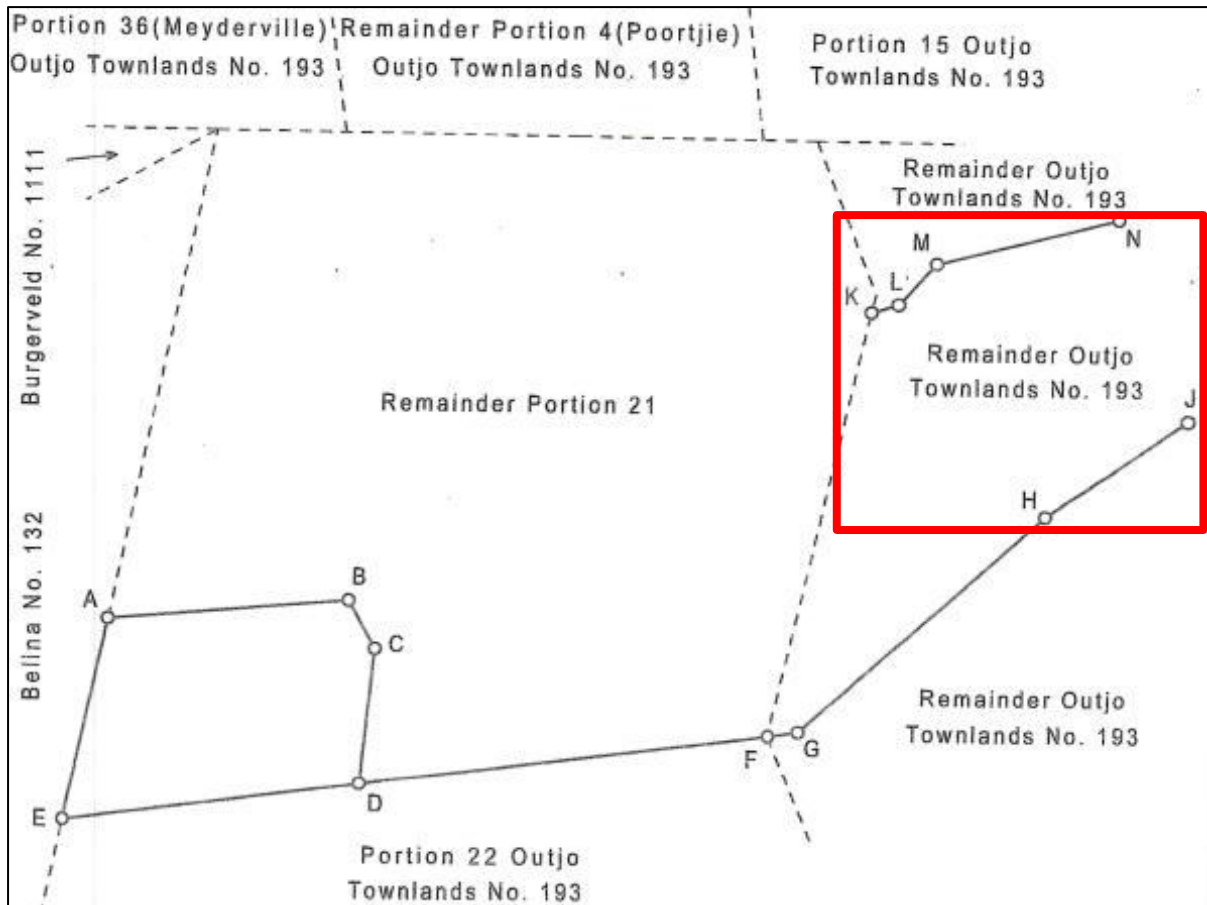 Portion 36(Meyderville)
Outjo Townlands No. 193
Remainder Portion 4(Poortjie)
Outjo Townlands No. 193
Portion 15 Outjo
Townlands No. 193
Burgerveld No. 1111
Remainder Outjo
Townlands No. 193
N
M
L
K
Remainder Outjo
Townlands No. 193
Remainder Portion 21
J
H
Belina No. 132
A
B
C
Remainder Outjo
Townlands No. 193
F
G
E
D
Portion 22 Outjo
Townlands No. 193